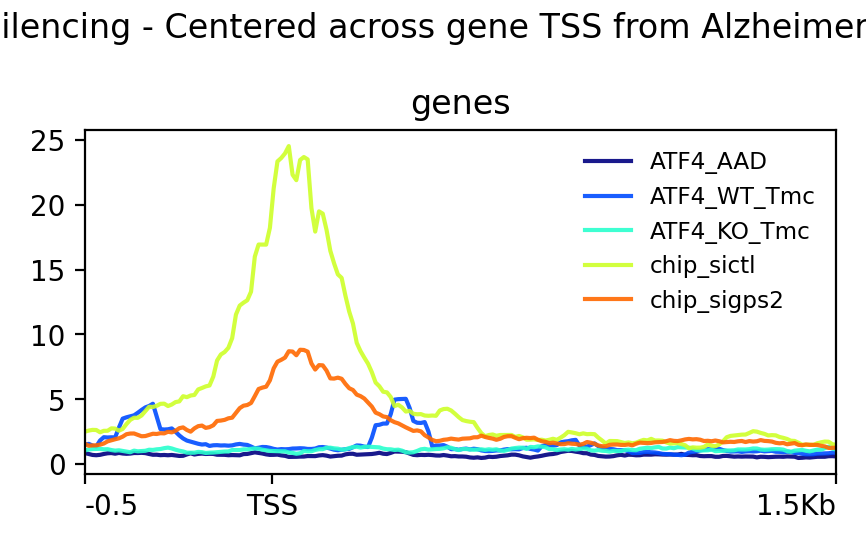 ilencing - Centered across gene TSS from Alzheimer
genes
25
20
15
10
5
0
ATF4_AAD
ATF4_WT_Tmc
ATF4_KO_Tmc
chip_sictl
chip_sigps2
-0.5 TSS 1.5Kb